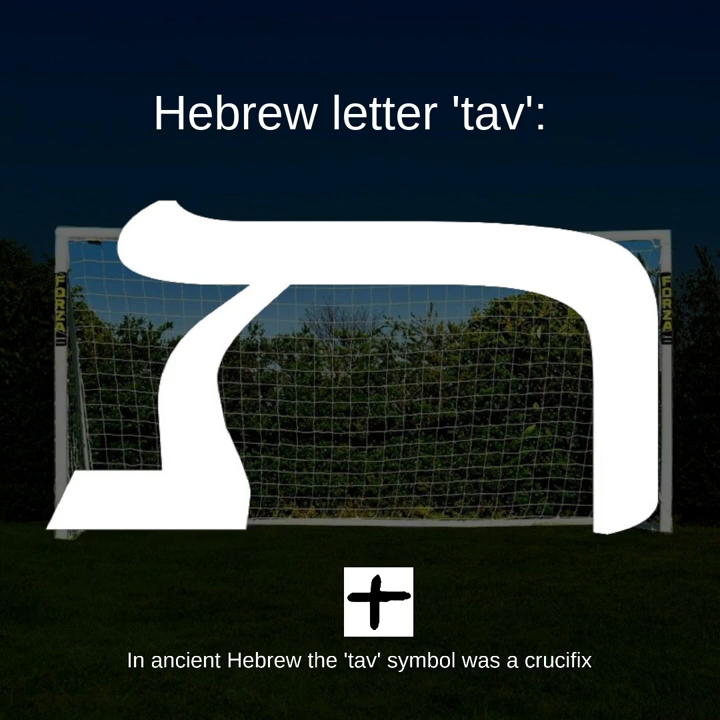 Hebrew letter 'tav':
ת
FORZA FORZA
In ancient Hebrew the 'tav' symbol was a crucifix